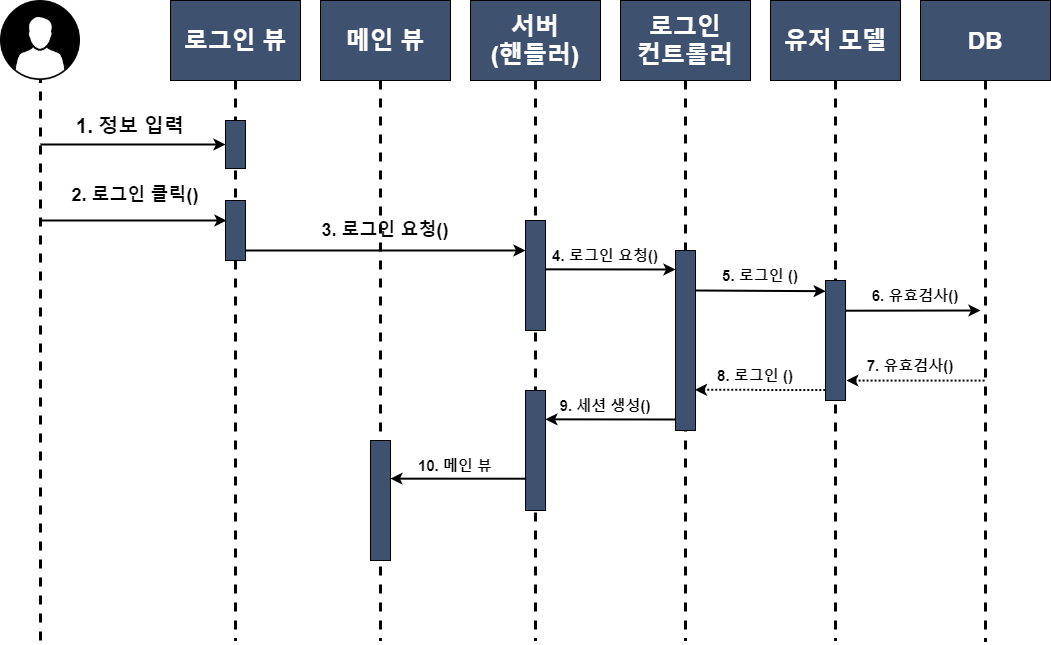 로그인 뷰
메인 뷰
서버
(핸들러)
로그인
컨트롤러
유저 모델
DB
1. 정보 입력
2. 로그인 클릭()
3. 로그인 요청()
4. 로그인 요청()
5. 로그인 ()
6. 유효검사()
7. 유효검사()
8. 로그인 ()
9. 세션 생성()
10. 메인 뷰